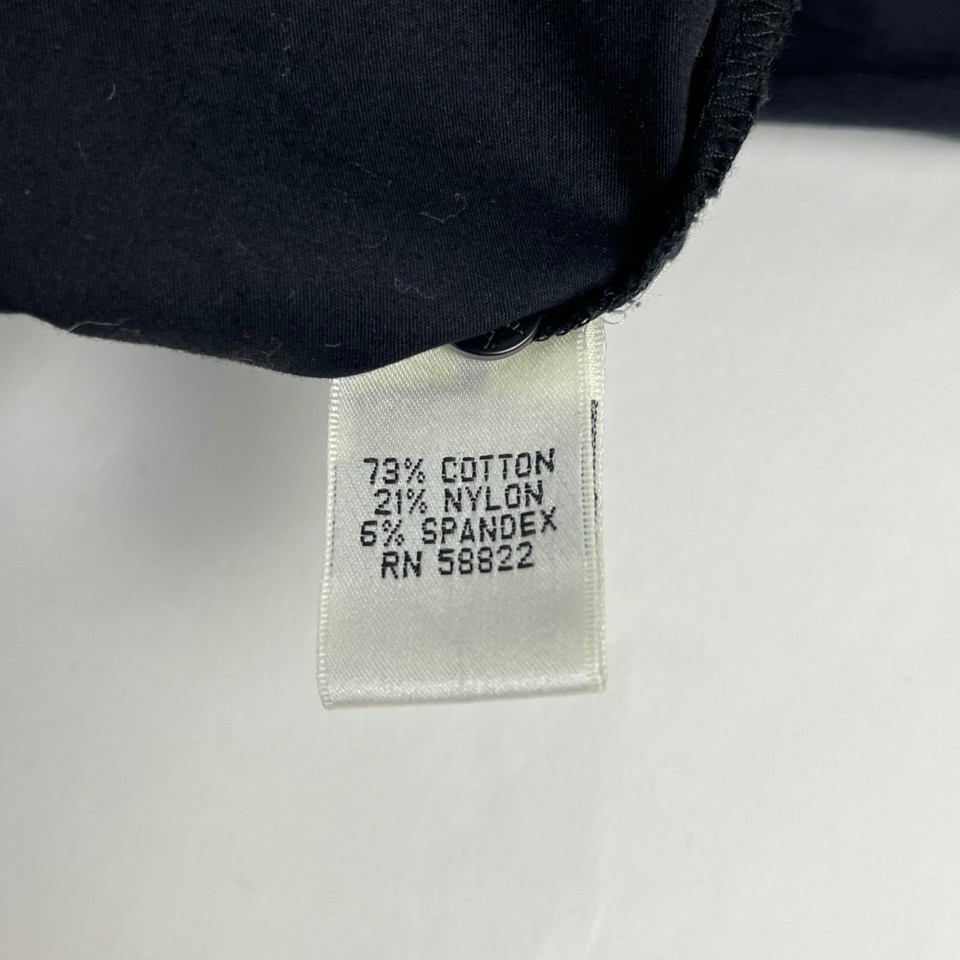 73% COTTON
21% NYLON
6% SPANDEX
RN 58822